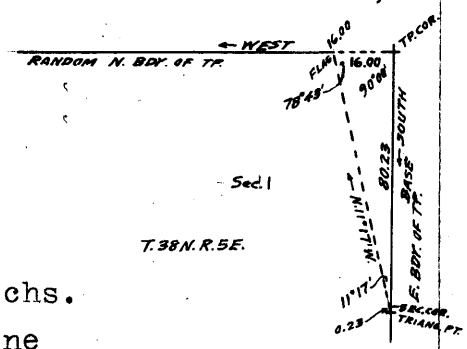 ← WEST
16.00
TP. COR.
RANDOM N. BDY. OF TP.
FLAG
16.00
78°43'
90°00'
← SOUTH
BASE
80.23
E. BDY. OF TP.
Sec. 1
N.11°17'W. →
T. 38 N. R. 5 E.
chs.
11°17'
ne
0.23
SEC. COR.
TRIANG. PT.